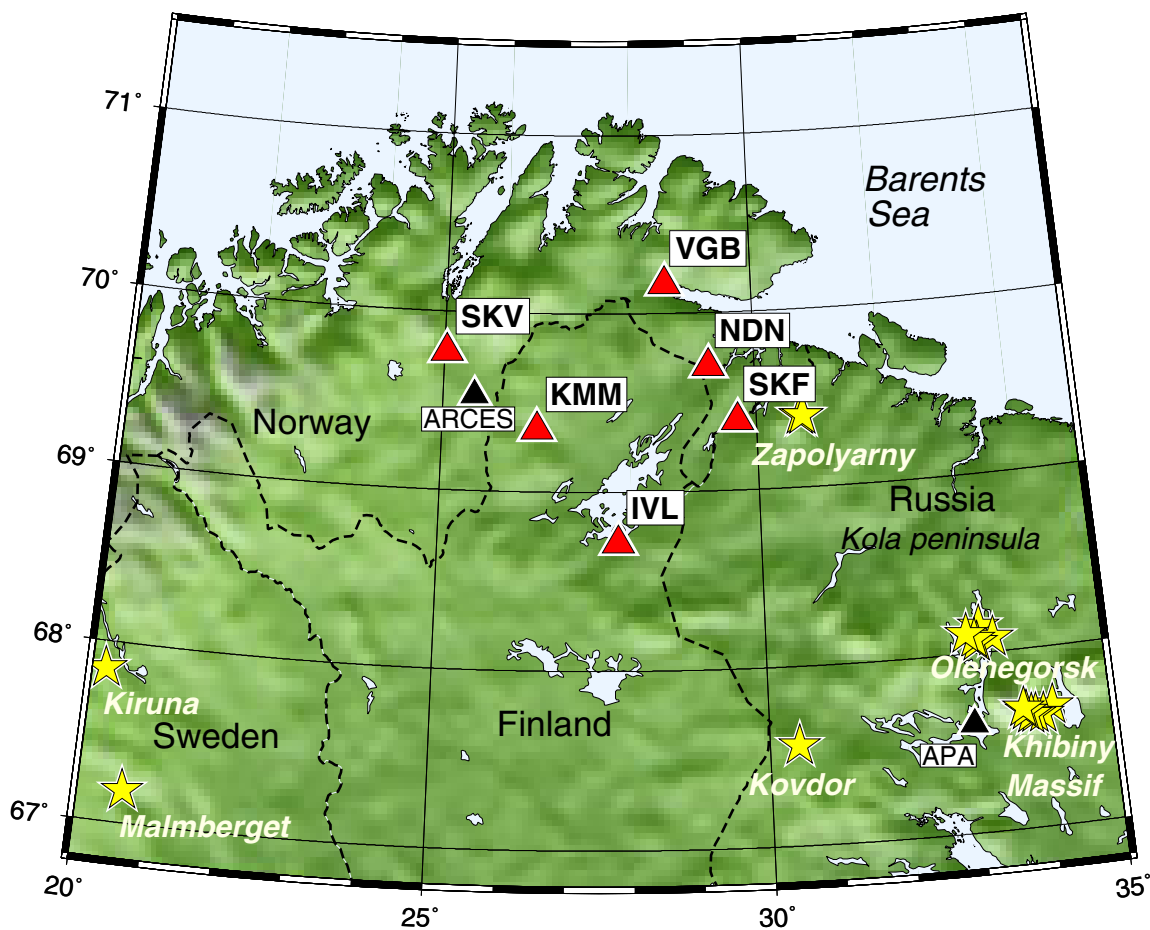 71°
Barents
Sea
VGB
70°
SKV
NDN
SKF
KMM
ARCES
Norway
Zapolyarny
69°
Russia
IVL
Kola peninsula
68°
Olenegorsk
Kiruna
Finland
Sweden
Khibiny
APA
Massif
Kovdor
67°
Malmberget
20°
25°
30°
35°